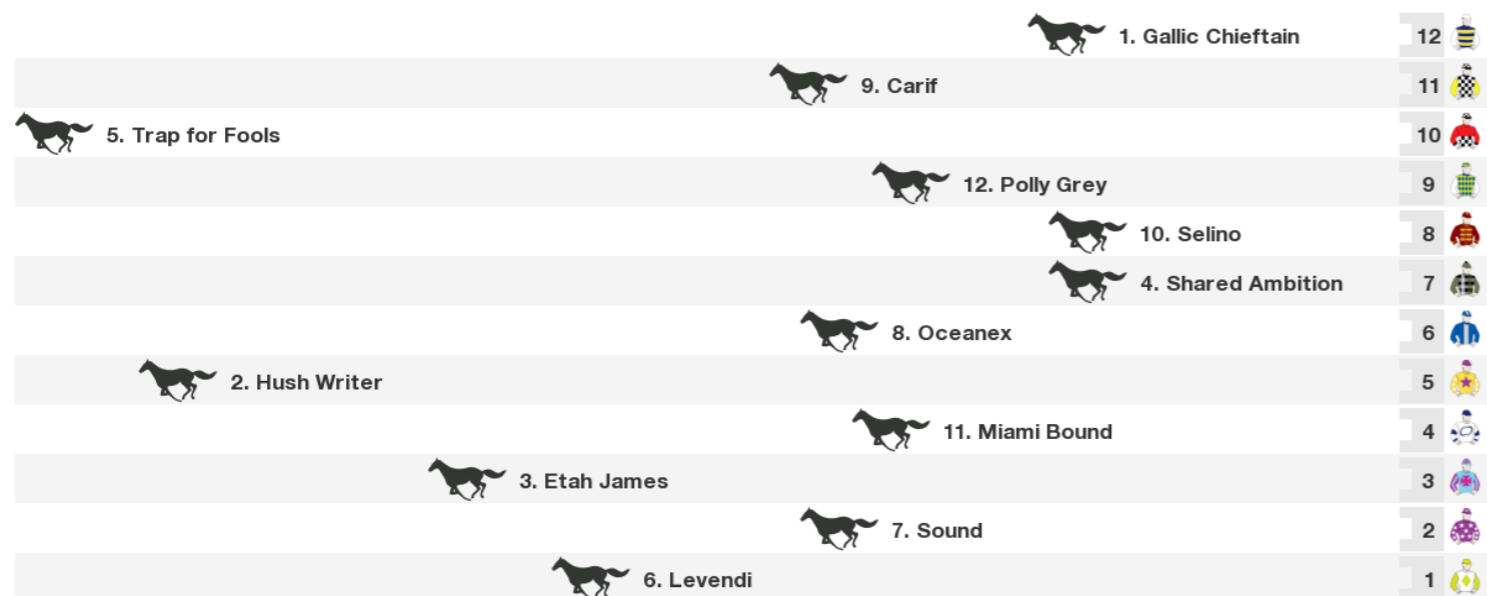 1. Gallic Chieftain 12
9. Carif 11
5. Trap for Fools 10
12. Polly Grey 9
10. Selino 8
4. Shared Ambition 7
8. Oceanex 6
2. Hush Writer 5
11. Miami Bound 4
3. Etah James 3
7. Sound 2
6. Levendi 1